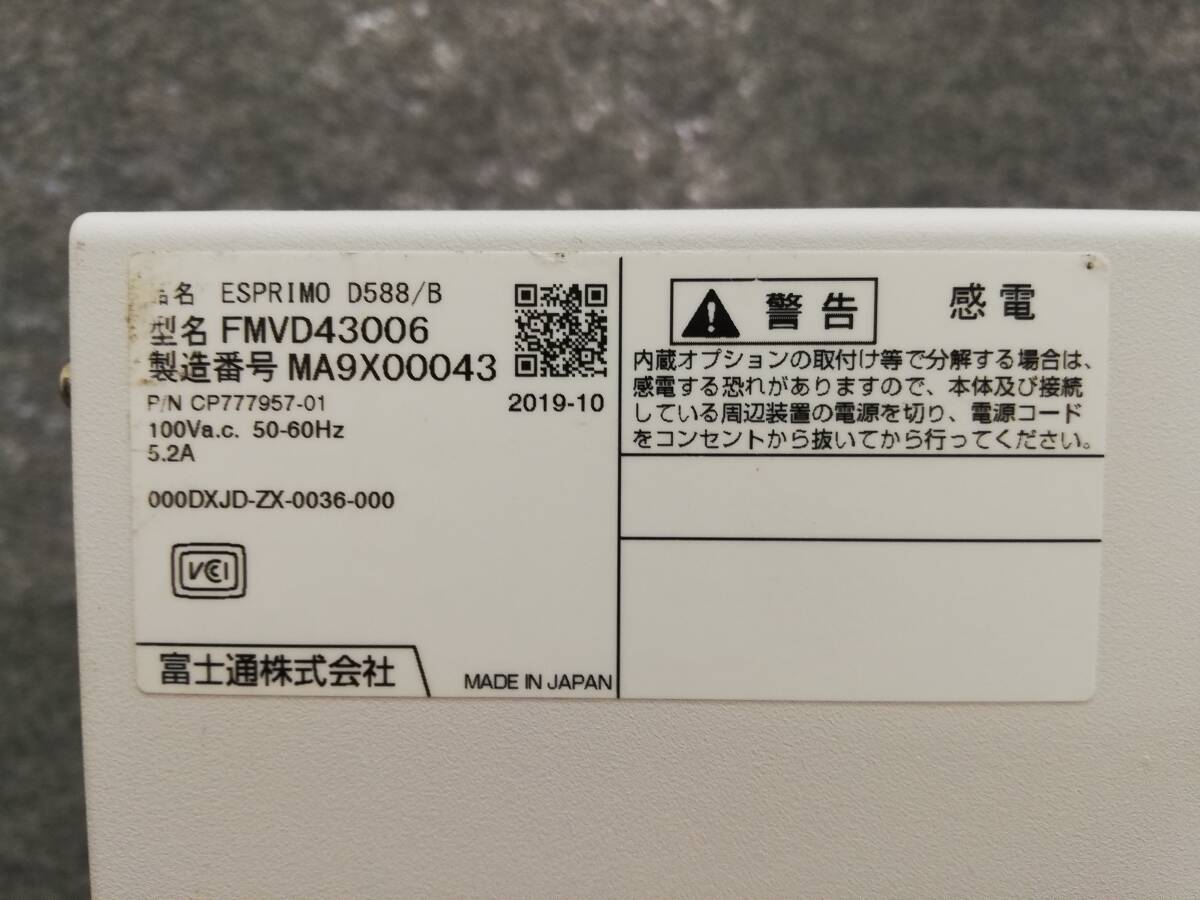 品名 ESPRIMO D588/B
型名 FMVD43006
製造番号 MA9X00043
P/N CP777957-01
2019-10
100Va.c. 50-60Hz
5.2A
000DXJD-ZX-0036-000
VCCI
富士通株式会社
MADE IN JAPAN
警告 感電
内蔵オプションの取付け等で分解する場合は、
感電する恐れがありますので、本体及び接続
している周辺装置の電源を切り、電源コード
をコンセントから抜いてから行ってください。